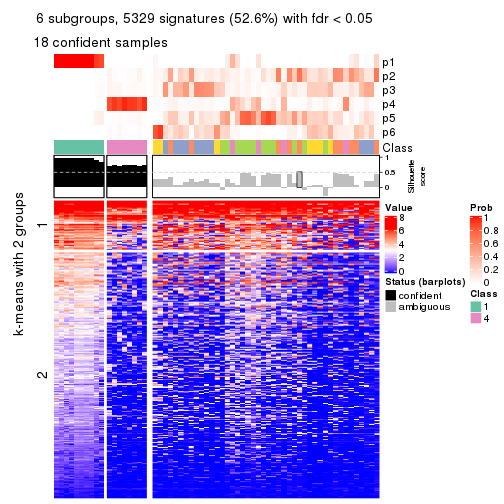 6 subgroups, 5329 signatures (52.6%) with fdr < 0.05
18 confident samples
p1
p2
p3
p4
p5
p6
Class
1
0.5
0
Silhouette
score
k-means with 2 groups
1
2
Value
8
6
4
2
0
Prob
1
0.8
0.6
0.4
0.2
0
Status (barplots)
confident
ambiguous
Class
1
4